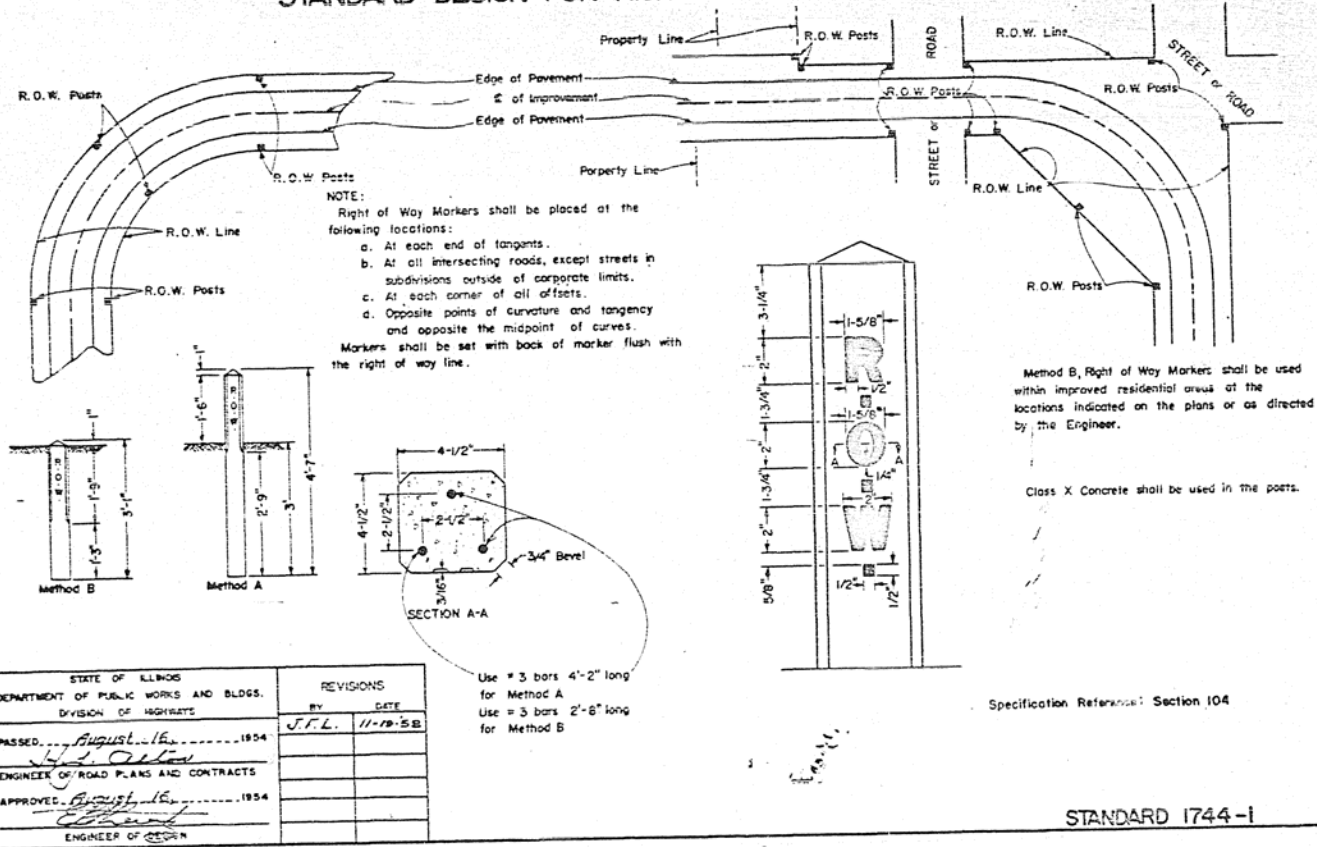 STANDARD DESIGN FOR
Property Line
R.O.W. Posts
ROAD
R.O.W. Line
STREET or ROAD
R.O.W. Posts
Edge of Pavement
R.O.W. Posts
℄ of Improvement
R.O.W. Posts
Edge of Pavement
STREET or
R.O.W. Posts
Porperty Line
R.O.W. Line
R.O.W. Line
R.O.W. Posts
R.O.W. Posts
NOTE:
Right of Way Markers shall be placed at the
following locations:
a. At each end of tangents.
b. At all intersecting roads, except streets in
subdivisions outside of corporate limits.
c. At each corner of all offsets.
d. Opposite points of curvature and tangency
and opposite the midpoint of curves.
Markers shall be set with back of marker flush with
the right of way line.
1"
1'-9"
1'-3"
3'-1"
Method B
1"
1'-6"
2'-9"
3'
4'-7"
Method A
4-1/2"
4-1/2"
2-1/2"
2-1/2"
3/4" Bevel
3/16"
SECTION A-A
Use #3 bars 4'-2" long
for Method A
Use #3 bars 2'-8" long
for Method B
3-1/4"
1-5/8"
2"
R
1/2"
1-3/4"
1-5/8"
2"
O
A
A
1-3/4"
2"
2"
W
5/8"
1/2"
1/2"
Method B, Right of Way Markers shall be used
within improved residential areas at the
locations indicated on the plans or as directed
by the Engineer.
Class X Concrete shall be used in the posts.
Specification Reference: Section 104
STANDARD 1744-1
STATE OF ILLINOIS
DEPARTMENT OF PUBLIC WORKS AND BLDGS.
DIVISION OF HIGHWAYS
PASSED August 16, 1954
ENGINEER OF ROAD PLANS AND CONTRACTS
APPROVED August 16, 1954
ENGINEER OF DESIGN
REVISIONS
BY DATE
J.F.L. 11-19-58